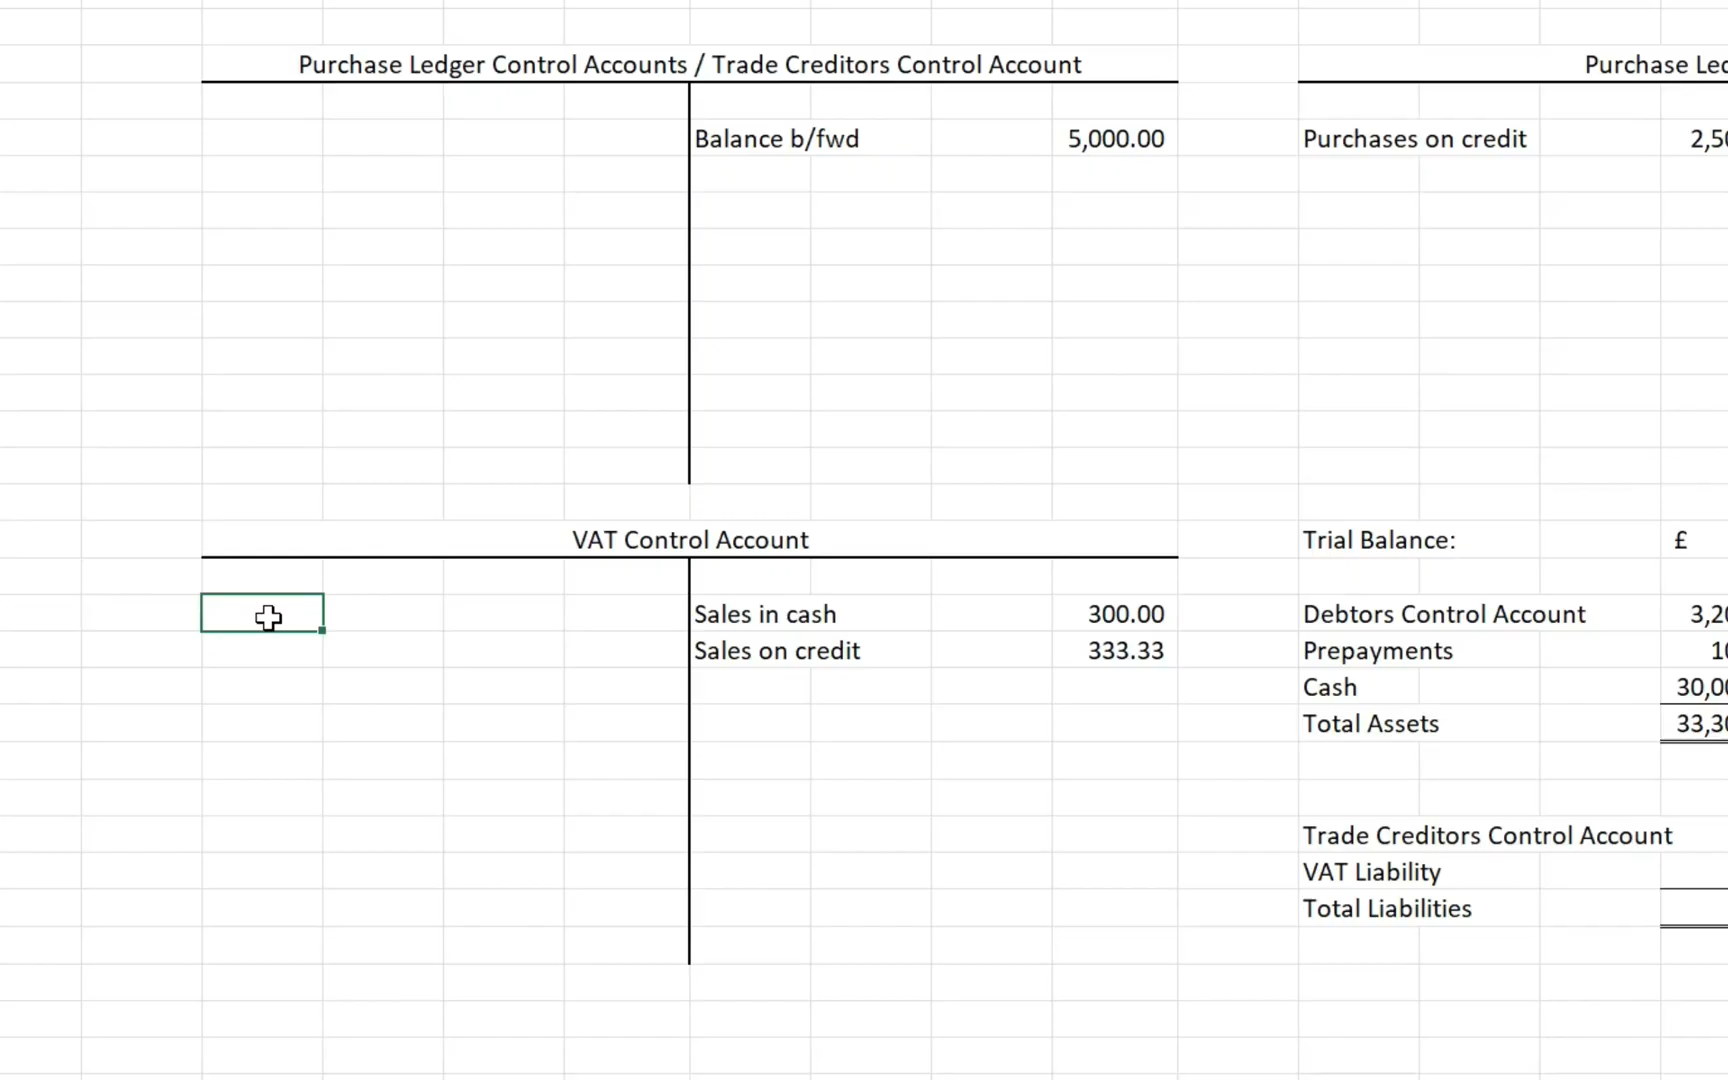 Purchase Ledger Control Accounts / Trade Creditors Control Account
Balance b/fwd 5,000.00
VAT Control Account
Sales in cash 300.00
Sales on credit 333.33
Purchase
Purchases on credit
Trial Balance: £
Debtors Control Account
Prepayments
Cash
Total Assets
Trade Creditors Control Account
VAT Liability
Total Liabilities